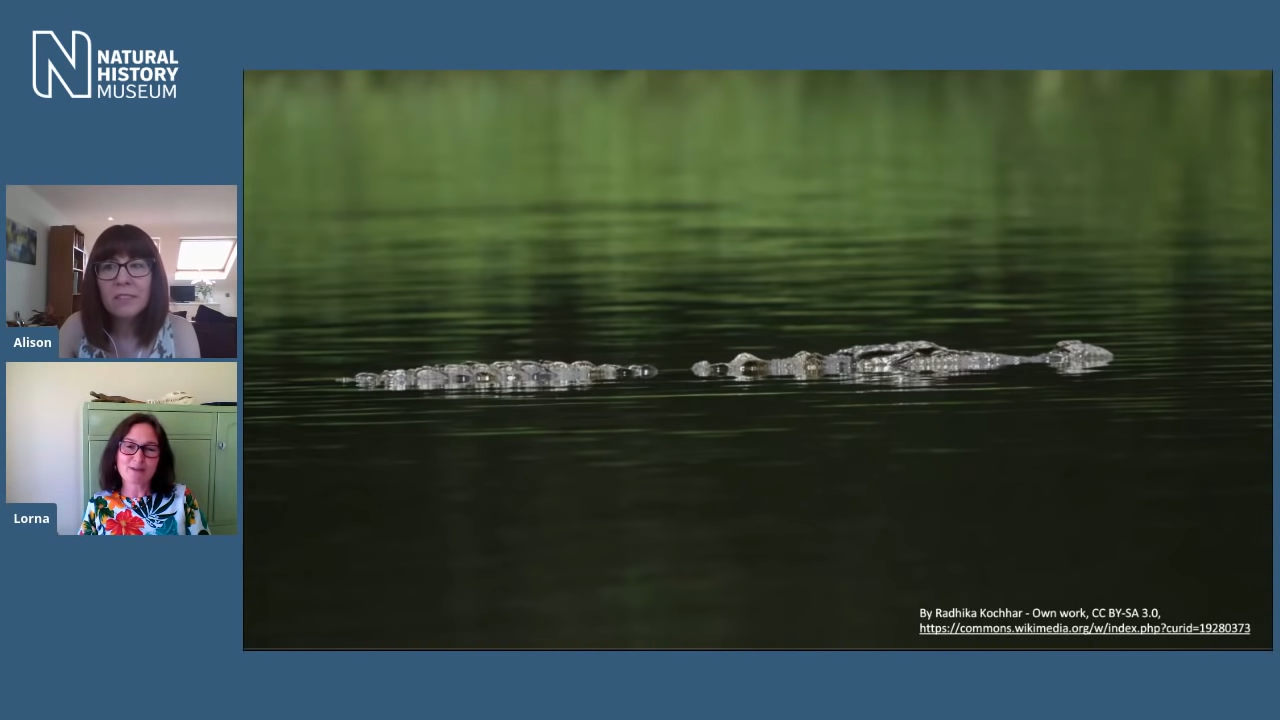 NATURAL
HISTORY
MUSEUM
Alison
Lorna
By Radhika Kochhar - Own work, CC BY-SA 3.0,
https://commons.wikimedia.org/w/index.php?curid=19280373